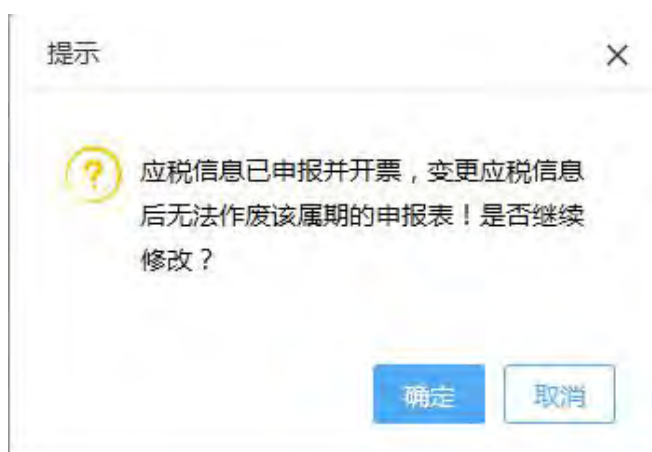 提示
应税信息已申报并开票，变更应税信息
后无法作废该属期的申报表！是否继续
修改？
确定
取消